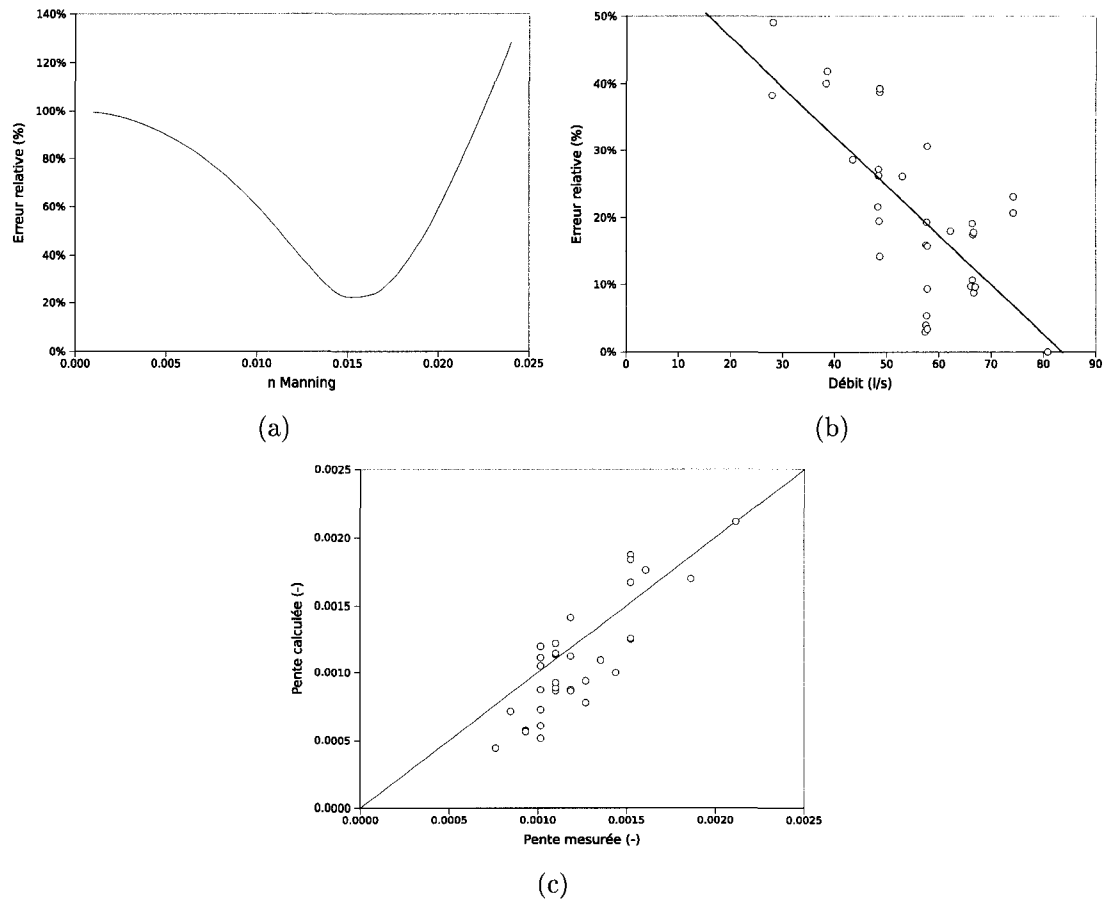 140%
120%
100%
80%
60%
40%
20%
0%
Erreur relative (%)
0.000 0.005 0.010 0.015 0.020 0.025
n Manning
(a)
50%
40%
30%
20%
10%
0%
Erreur relative (%)
0 10 20 30 40 50 60 70 80 90
Débit (l/s)
(b)
0.0025
0.0020
0.0015
0.0010
0.0005
0.0000
Pente calculée (-)
0.0000 0.0005 0.0010 0.0015 0.0020 0.0025
Pente mesurée (-)
(c)